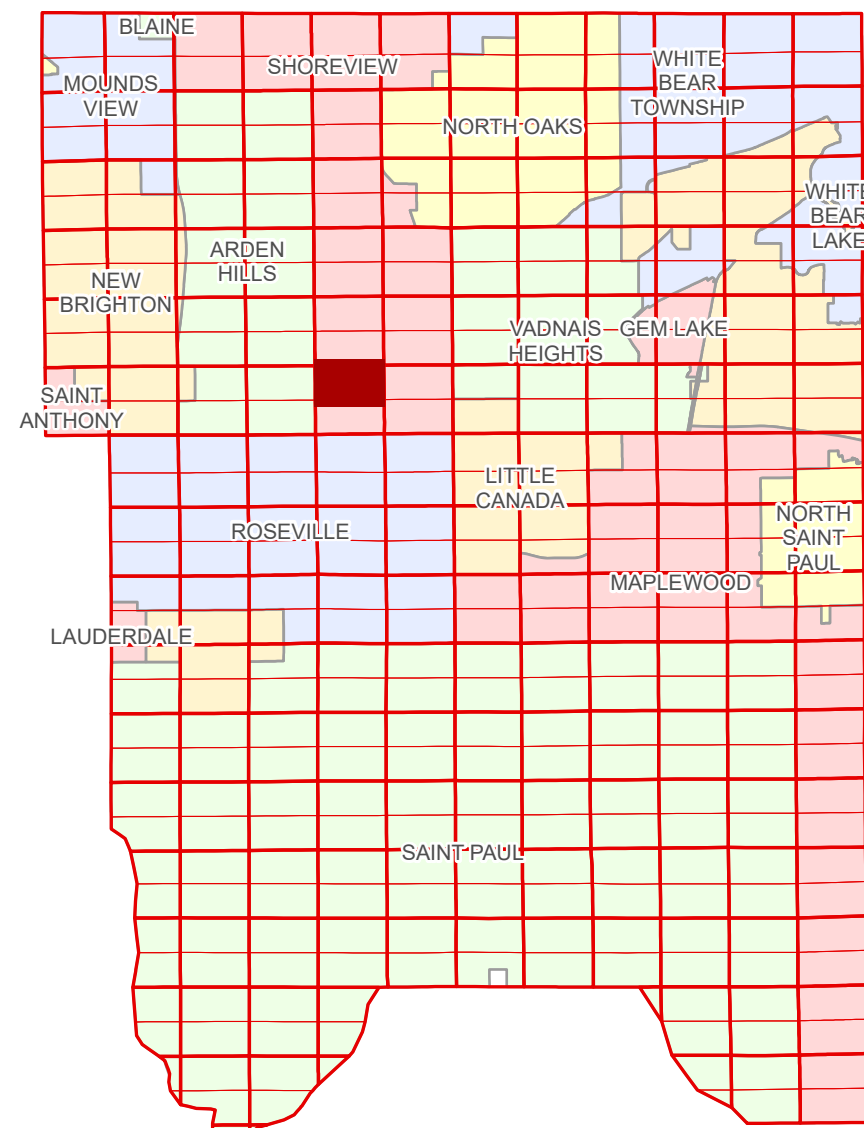 BLAINE
SHOREVIEW
WHITE
BEAR
TOWNSHIP
MOUNDS
VIEW
NORTH OAKS
WHITE
BEAR
LAKE
ARDEN
HILLS
NEW
BRIGHTON
VADNAIS
HEIGHTS
GEM LAKE
SAINT
ANTHONY
LITTLE
CANADA
NORTH
SAINT
PAUL
ROSEVILLE
MAPLEWOOD
LAUDERDALE
SAINT PAUL